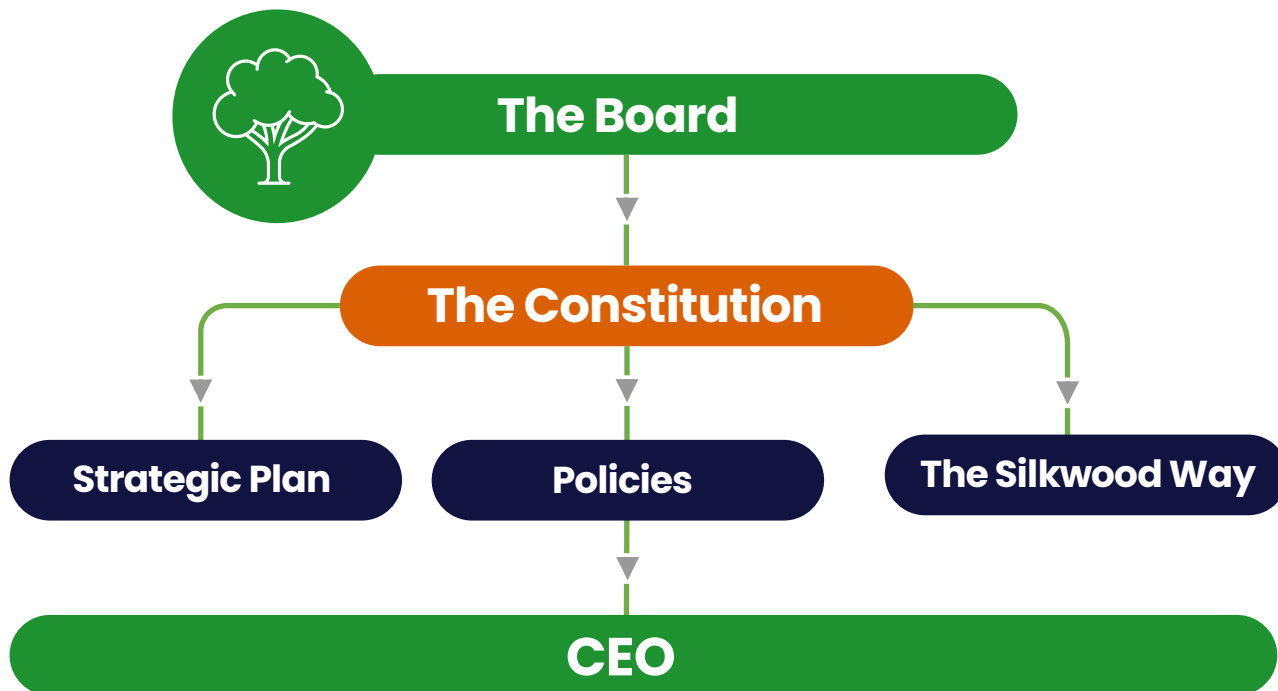 The Board
The Constitution
Strategic Plan
Policies
The Silkwood Way
CEO